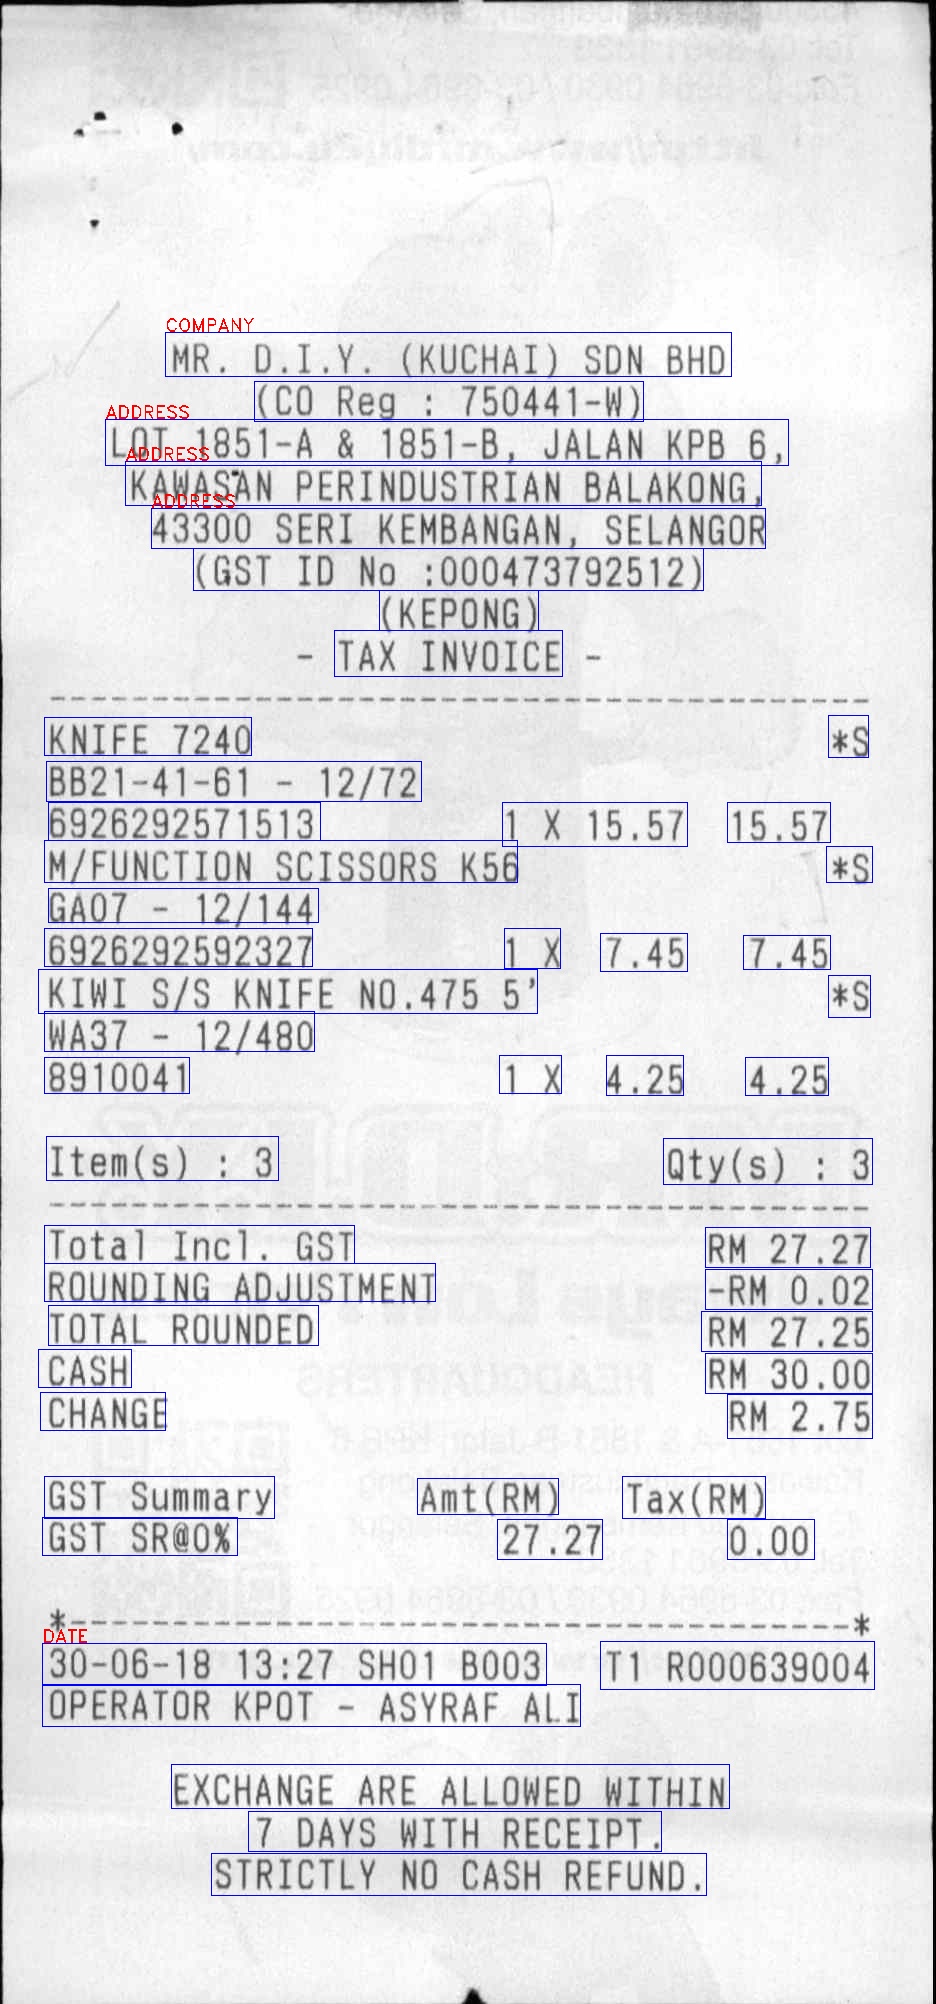 COMPANY
MR. D.I.Y. (KUCHAI) SDN BHD
(CO Reg : 750441-W)
ADDRESS
LOT 1851-A & 1851-B, JALAN KPB 6,
ADDRESS
KAWASAN PERINDUSTRIAN BALAKONG,
ADDRESS
43300 SERI KEMBANGAN, SELANGOR
(GST ID No :000473792512)
(KEPONG)
- TAX INVOICE -
KNIFE 7240 *S
BB21-41-61 - 12/72
6926292571513 1 X 15.57 15.57
M/FUNCTION SCISSORS K56 *S
GA07 - 12/144
6926292592327 1 X 7.45 7.45
KIWI S/S KNIFE NO.475 5' *S
WA37 - 12/480
8910041 1 X 4.25 4.25
Item(s) : 3 Qty(s) : 3
Total Incl. GST RM 27.27
ROUNDING ADJUSTMENT -RM 0.02
TOTAL ROUNDED RM 27.25
CASH RM 30.00
CHANGE RM 2.75
GST Summary Amt(RM) Tax(RM)
GST SR@0% 27.27 0.00
*--------------------------------------*
DATE
30-06-18 13:27 SH01 B003 T1 R000639004
OPERATOR KPOT - ASYRAF ALI
EXCHANGE ARE ALLOWED WITHIN
7 DAYS WITH RECEIPT.
STRICTLY NO CASH REFUND.